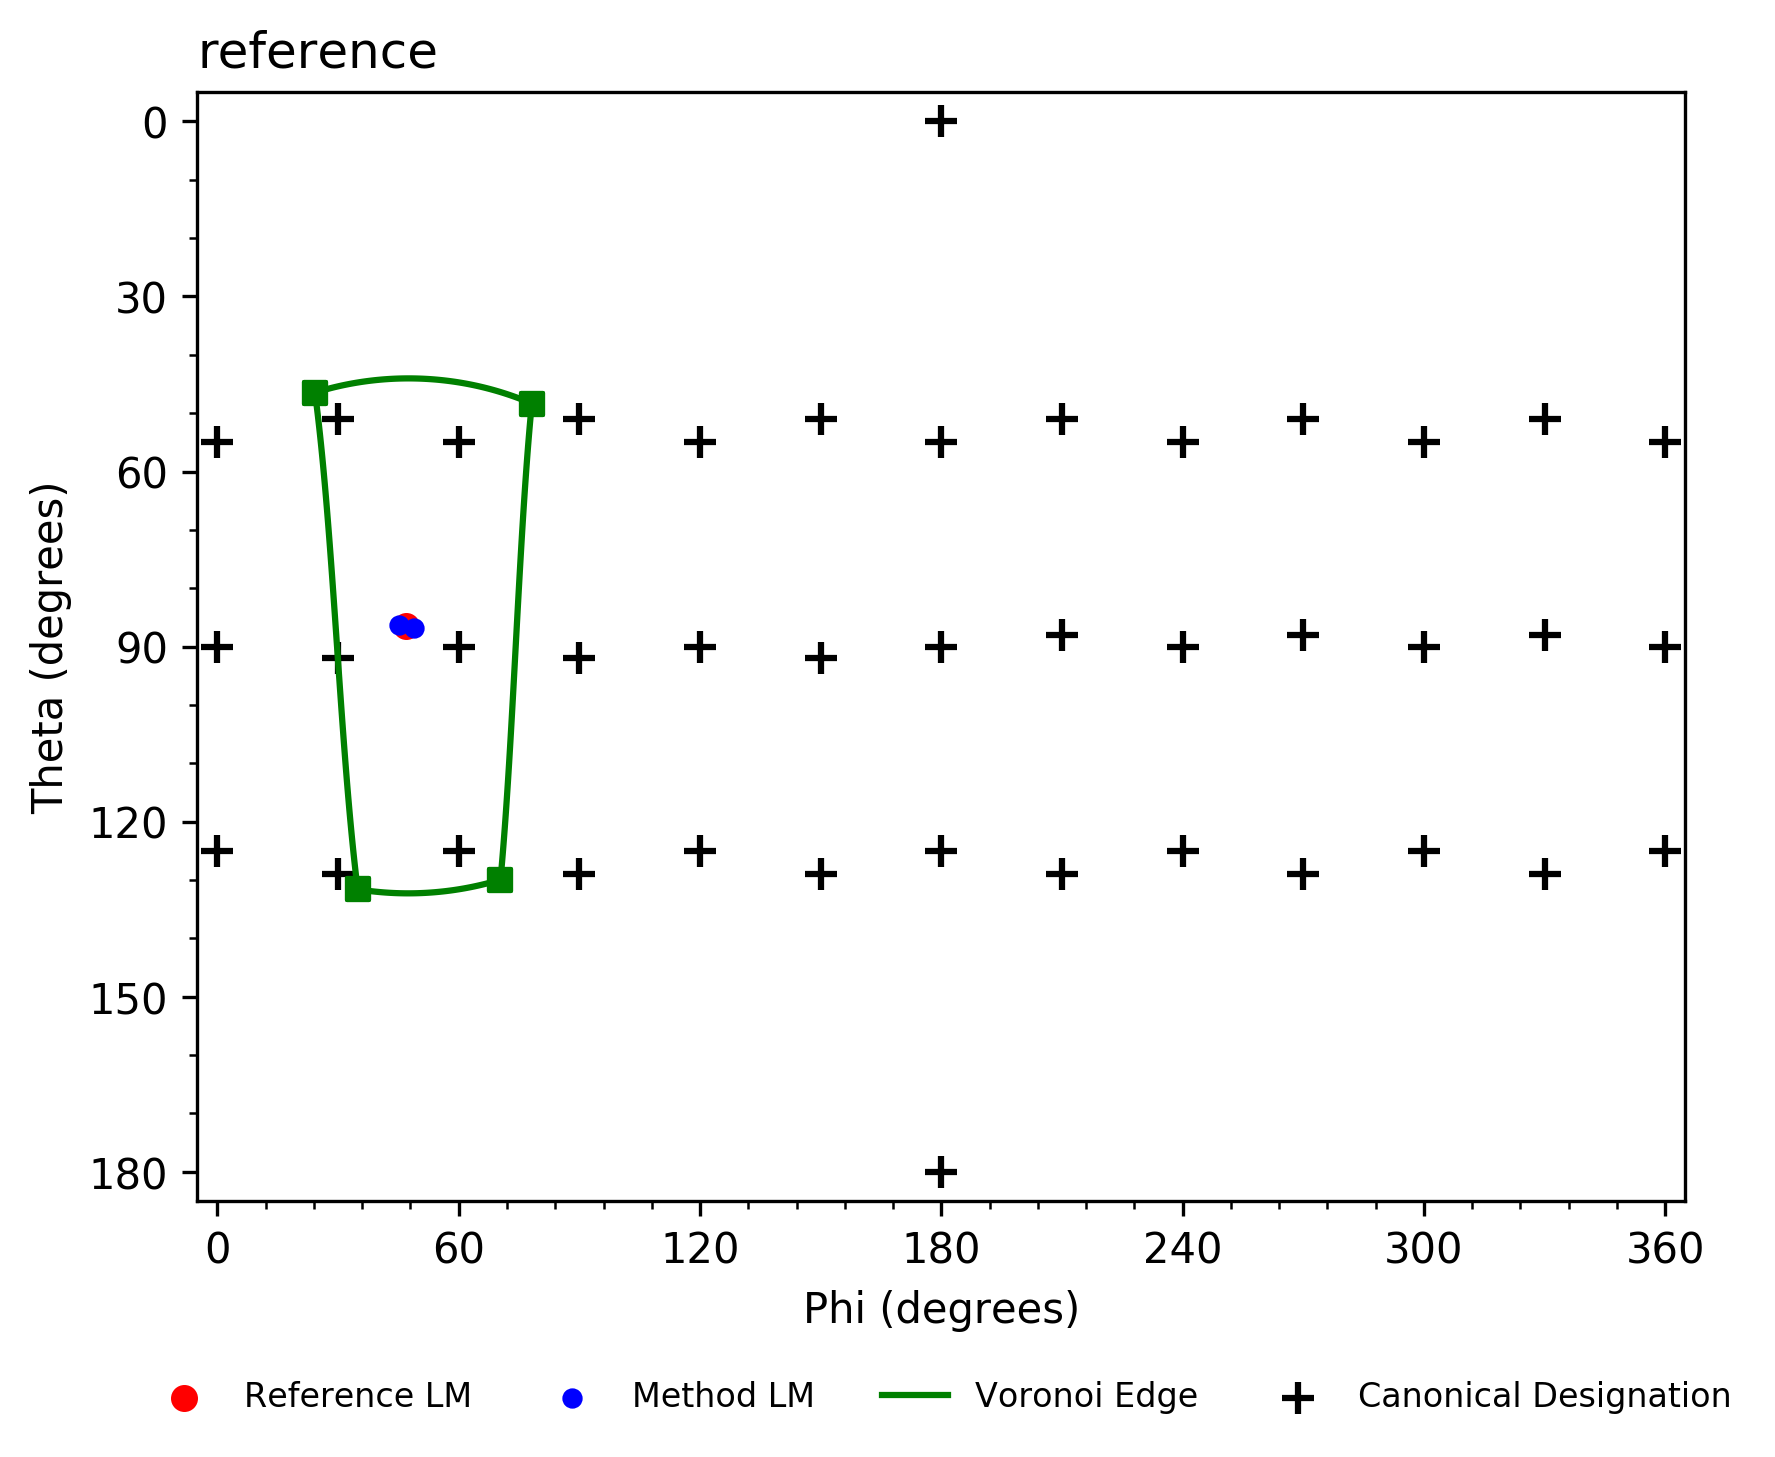 reference
0
30
60
90
120
150
180
Theta (degrees)
0 60 120 180 240 300 360
Phi (degrees)
Reference LM Method LM Voronoi Edge Canonical Designation